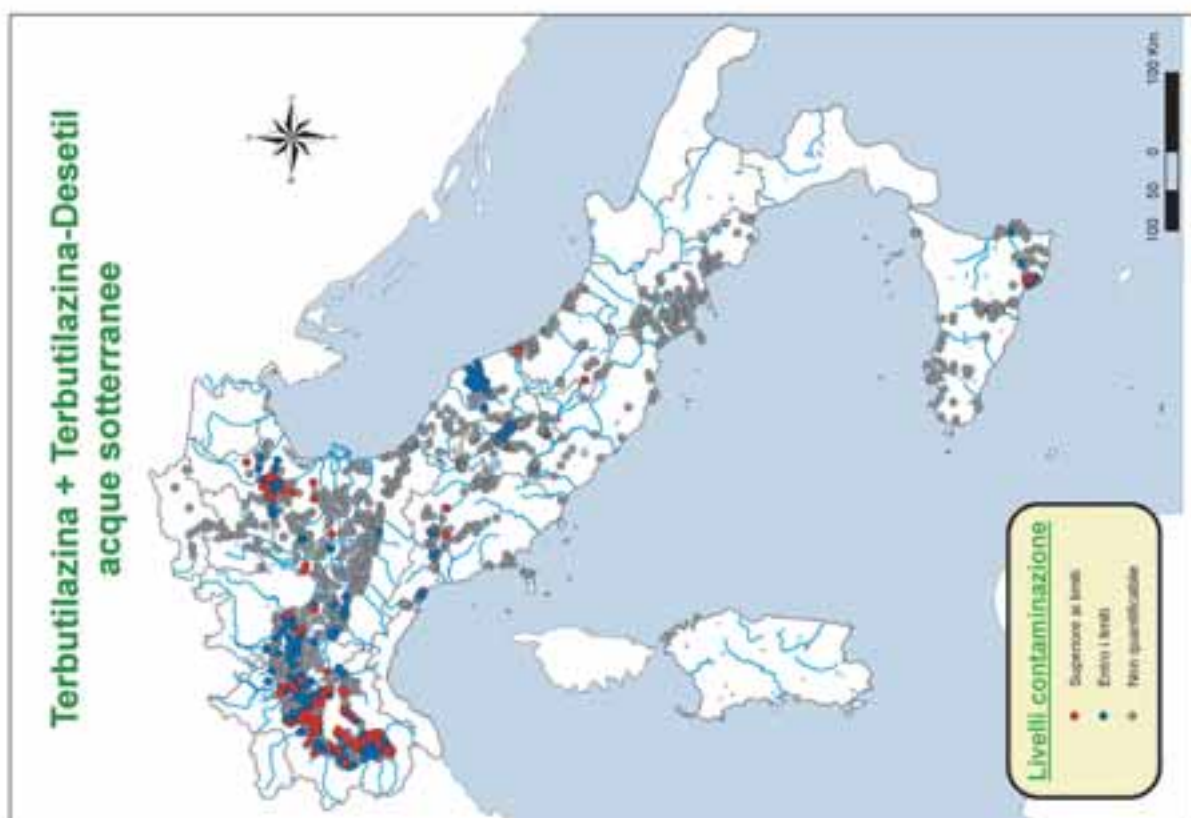 Terbutilazina + Terbutilazina-Desetil
acque sotterranee
Livelli contaminazione
Superiore ai limiti
Entro i limiti
Non quantificabile
100 50 0 100 Km